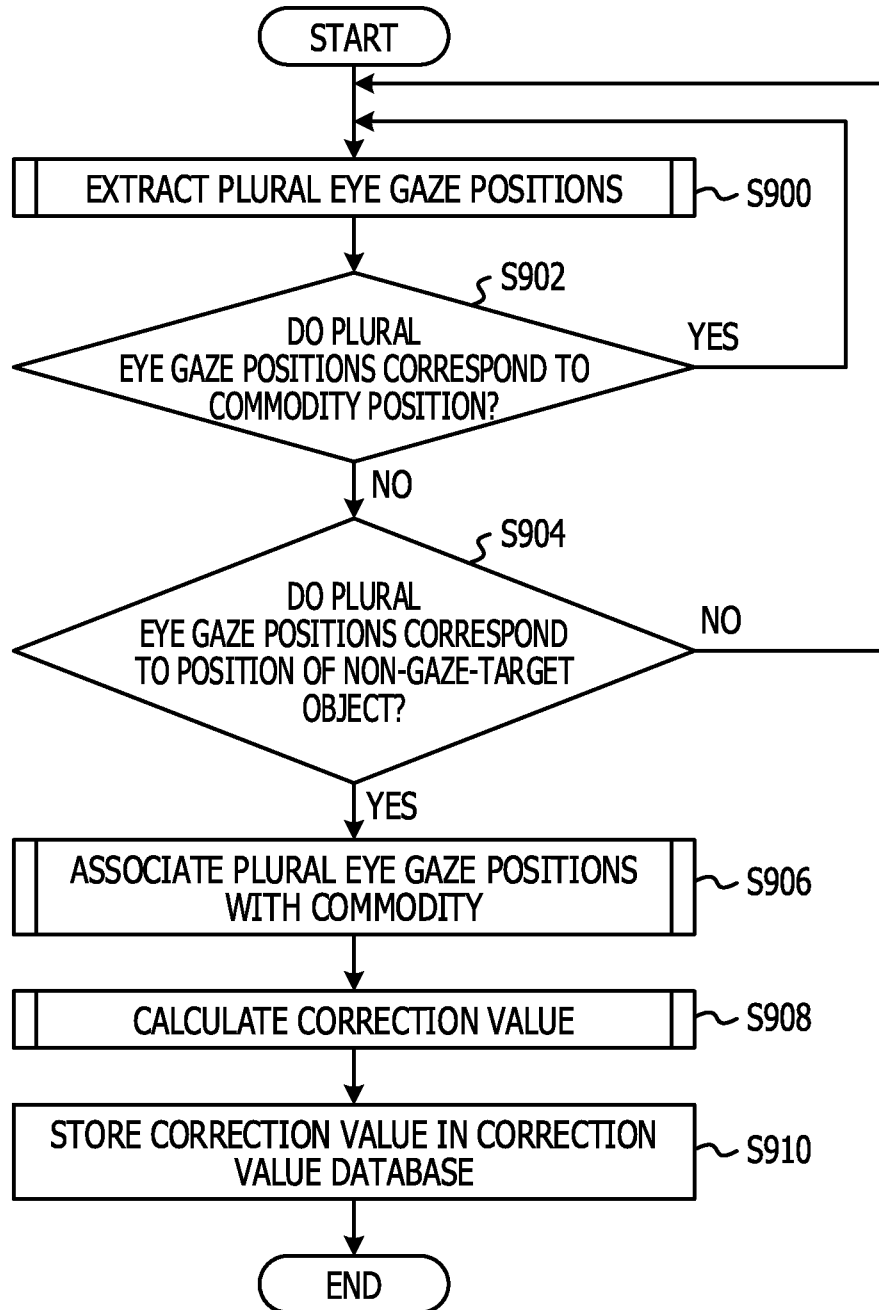 START
EXTRACT PLURAL EYE GAZE POSITIONS
S900
S902
DO PLURAL
EYE GAZE POSITIONS CORRESPOND TO
COMMODITY POSITION?
YES
NO
S904
DO PLURAL
EYE GAZE POSITIONS CORRESPOND
TO POSITION OF NON-GAZE-TARGET
OBJECT?
NO
YES
ASSOCIATE PLURAL EYE GAZE POSITIONS
WITH COMMODITY
S906
CALCULATE CORRECTION VALUE
S908
STORE CORRECTION VALUE IN CORRECTION
VALUE DATABASE
S910
END